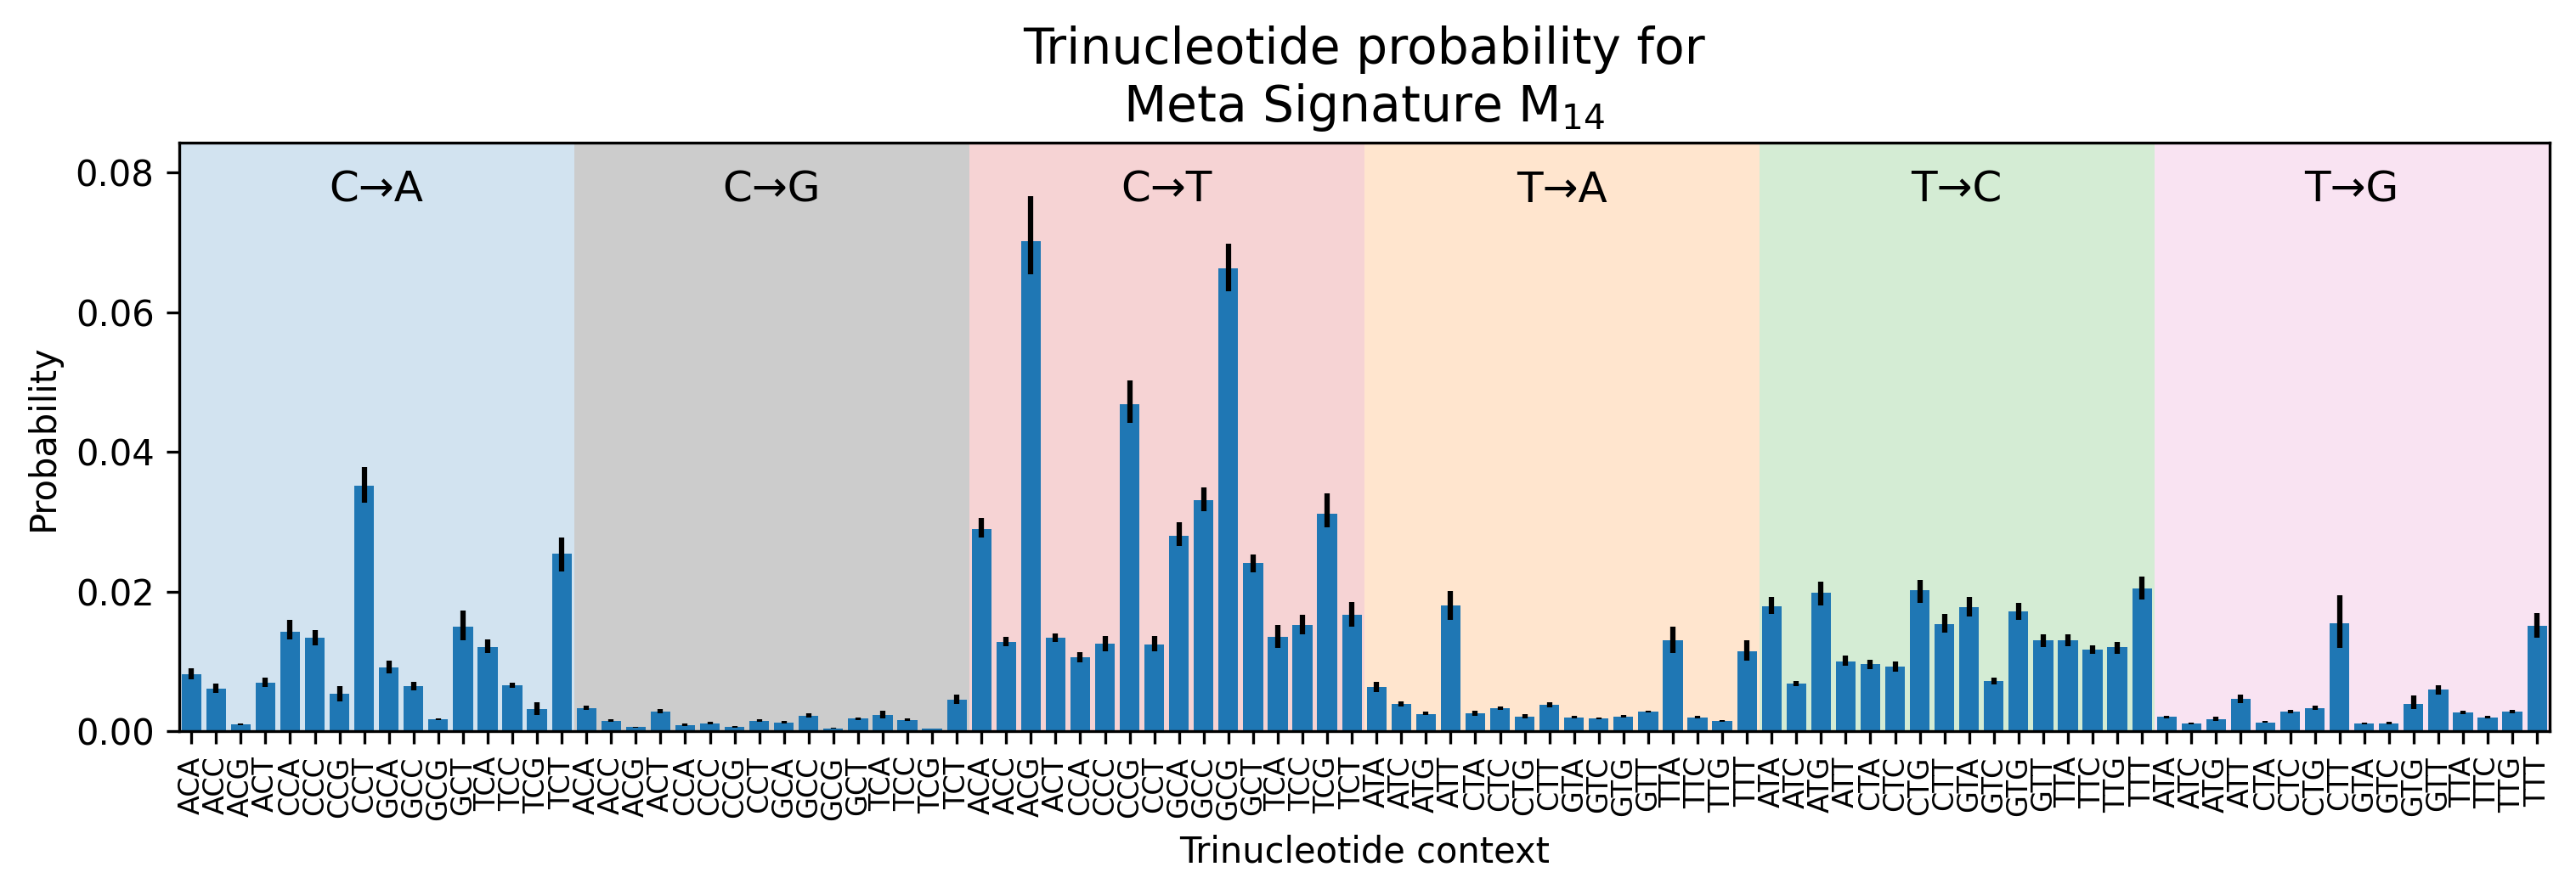 Trinucleotide probability for
Meta Signature M₁₄
C→A C→G C→T T→A T→C T→G
0.08
0.06
0.04
0.02
0.00
Probability
ACA ACC ACG ACT CCA CCC CCG CCT GCA GCC GCG GCT TCA TCC TCG TCT ACA ACC ACG ACT CCA CCC CCG CCT GCA GCC GCG GCT TCA TCC TCG TCT ACA ACC ACG ACT CCA CCC CCG CCT GCA GCC GCG GCT TCA TCC TCG TCT ATA ATC ATG ATT CTA CTC CTG CTT GTA GTC GTG GTT TTA TTC TTG TTT ATA ATC ATG ATT CTA CTC CTG CTT GTA GTC GTG GTT TTA TTC TTG TTT ATA ATC ATG ATT CTA CTC CTG CTT GTA GTC GTG GTT TTA TTC TTG TTT
Trinucleotide context